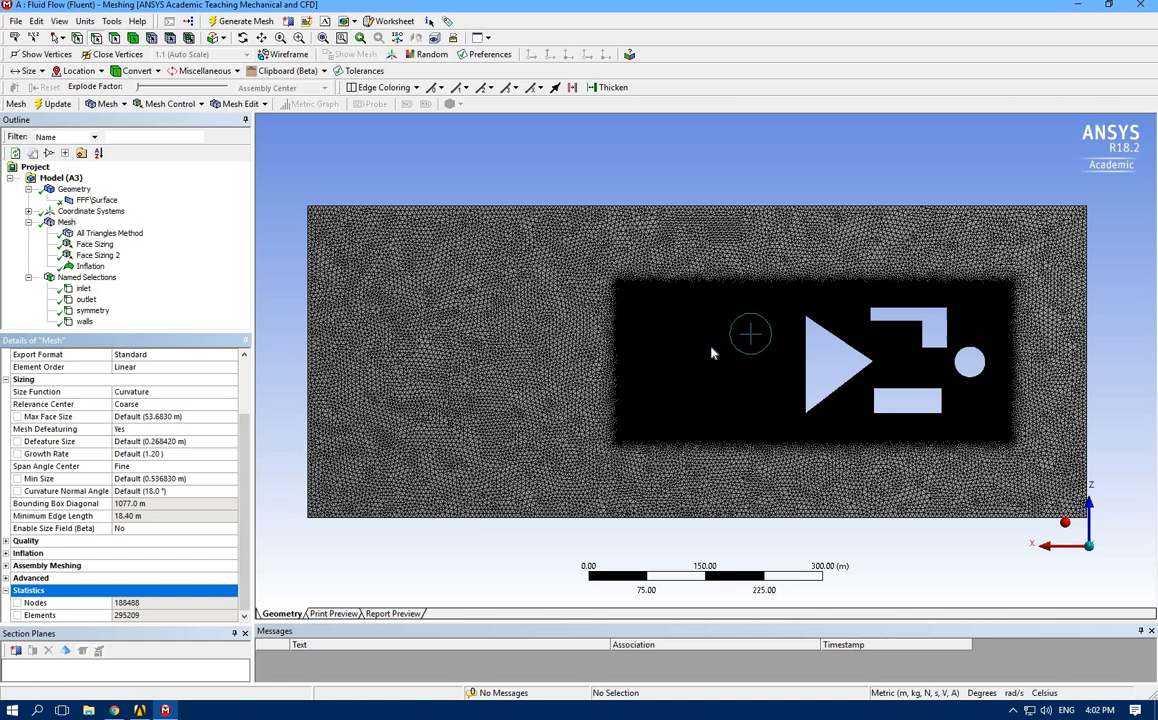 A : Fluid Flow (Fluent) - Meshing [ANSYS Academic Teaching Mechanical and CFD]
File Edit View Units Tools Help Generate Mesh Worksheet
Show Vertices Close Vertices 1.1 (Auto Scale) Wireframe Show Mesh Random Preferences
Size Location Convert Miscellaneous Clipboard (Beta) Tolerances
Reset Explode Factor: Assembly Center Edge Coloring Thicken
Mesh Update Mesh Mesh Control Mesh Edit Metric Graph Probe
Outline
Filter: Name
Project
Model (A3)
Geometry
FFF\Surface
Coordinate Systems
Mesh
All Triangles Method
Face Sizing
Face Sizing 2
Inflation
Named Selections
inlet
outlet
symmetry
walls
Details of "Mesh"
Export Format Standard
Element Order Linear
Sizing
Size Function Curvature
Relevance Center Coarse
Max Face Size Default (53.6830 m)
Mesh Defeaturing Yes
Defeature Size Default (0.268420 m)
Growth Rate Default (1.20 )
Span Angle Center Fine
Min Size Default (0.536830 m)
Curvature Normal Angle Default (18.0 °)
Bounding Box Diagonal 1077.0 m
Minimum Edge Length 18.40 m
Enable Size Field (Beta) No
Quality
Inflation
Assembly Meshing
Advanced
Statistics
Nodes 188488
Elements 295209
Section Planes
ANSYS
R18.2
Academic
Z
X
0.00 150.00 300.00 (m)
75.00 225.00
Geometry Print Preview Report Preview
Messages
Text Association Timestamp
No Messages No Selection Metric (m, kg, N, s, V, A) Degrees rad/s Celsius
ENG 4:02 PM